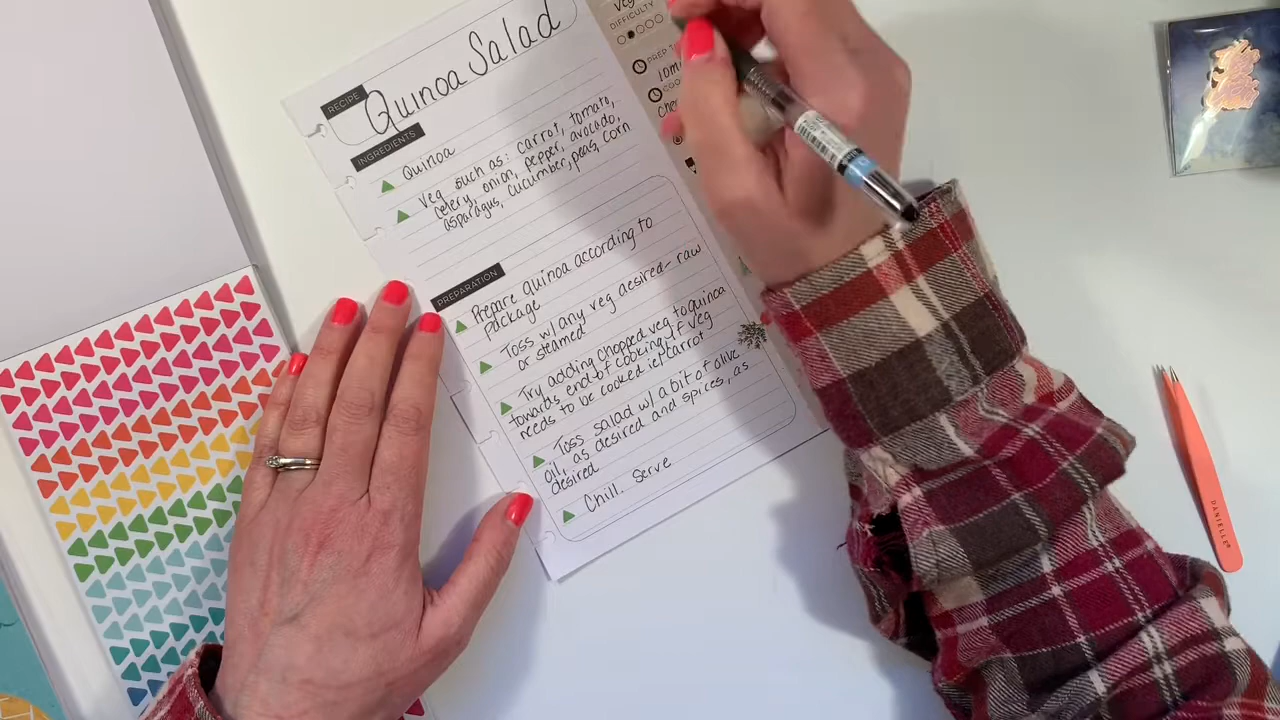 RECIPE
Quinoa Salad
INGREDIENTS
Quinoa
Veg such as: carrot, tomato,
celery, onion, pepper, avocado,
asparagus, cucumber, peas, corn
PREPARATION
Prepare quinoa according to
package
Toss w/ any veg desired - raw
or steamed
Try adding chopped veg to quinoa
towards end of cooking if veg
needs to be cooked ie) carrot
Toss salad w/ a bit of olive
oil, as desired and spices, as
desired
Chill. Serve
DIFFICULTY
PREP
10m
DANIELLE